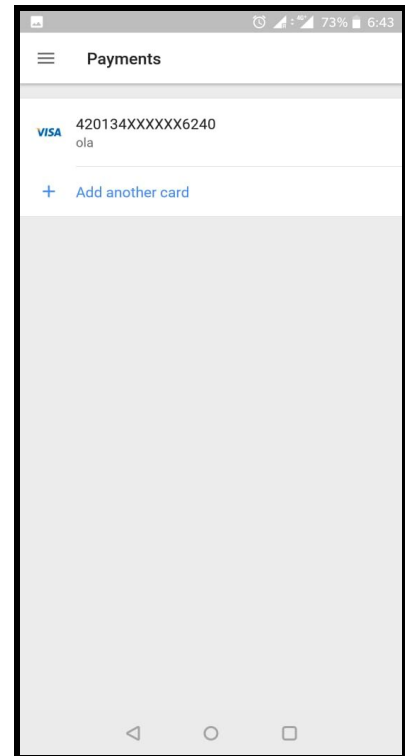 73% 6:43
Payments
VISA
420134XXXXXX6240
ola
+ Add another card